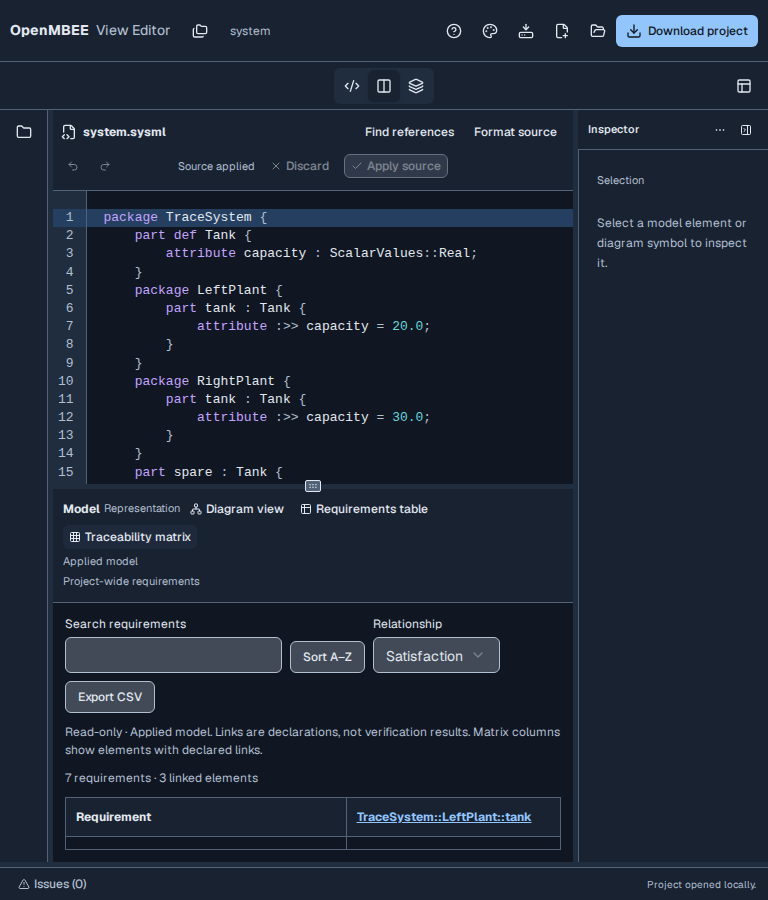 OpenMBEE View Editor system Download project
system.sysml Find references Format source
Source applied Discard Apply source
1 package TraceSystem {
2 part def Tank {
3 attribute capacity : ScalarValues::Real;
4 }
5 package LeftPlant {
6 part tank : Tank {
7 attribute :>> capacity = 20.0;
8 }
9 }
10 package RightPlant {
11 part tank : Tank {
12 attribute :>> capacity = 30.0;
13 }
14 }
15 part spare : Tank {
Model Representation Diagram view Requirements table
Traceability matrix
Applied model
Project-wide requirements
Search requirements Relationship
Sort A–Z Satisfaction
Export CSV
Read-only · Applied model. Links are declarations, not verification results. Matrix columns
show elements with declared links.
7 requirements · 3 linked elements
Requirement TraceSystem::LeftPlant::tank
Inspector
Selection
Select a model element or
diagram symbol to inspect
it.
Issues (0) Project opened locally.